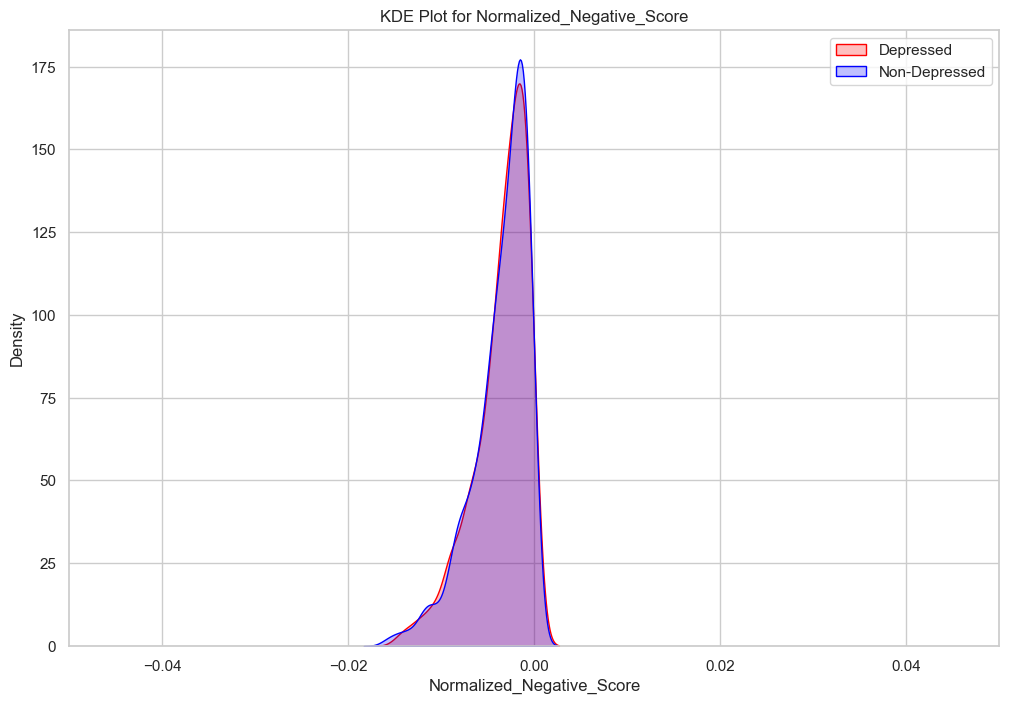 KDE Plot for Normalized_Negative_Score
Depressed
Non-Depressed
175
150
125
100
75
50
25
0
Density
−0.04
−0.02
0.00
0.02
0.04
Normalized_Negative_Score